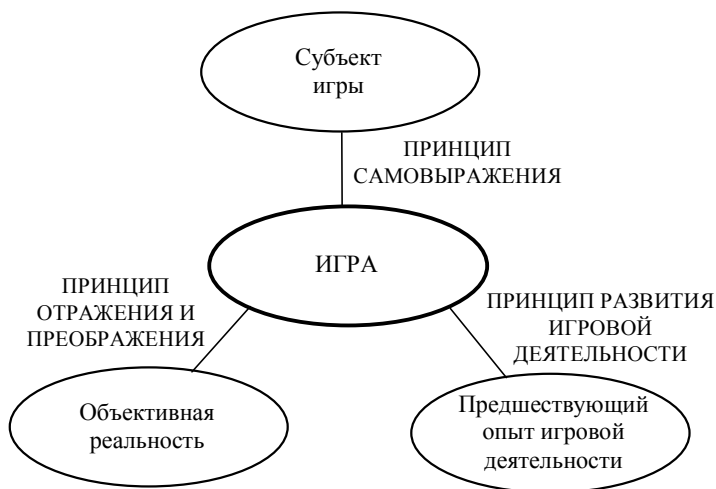 Субъект
игры
ПРИНЦИП
САМОВЫРАЖЕНИЯ
ИГРА
ПРИНЦИП
ОТРАЖЕНИЯ И
ПРЕОБРАЖЕНИЯ
ПРИНЦИП РАЗВИТИЯ
ИГРОВОЙ
ДЕЯТЕЛЬНОСТИ
Объективная
реальность
Предшествующий
опыт игровой
деятельности